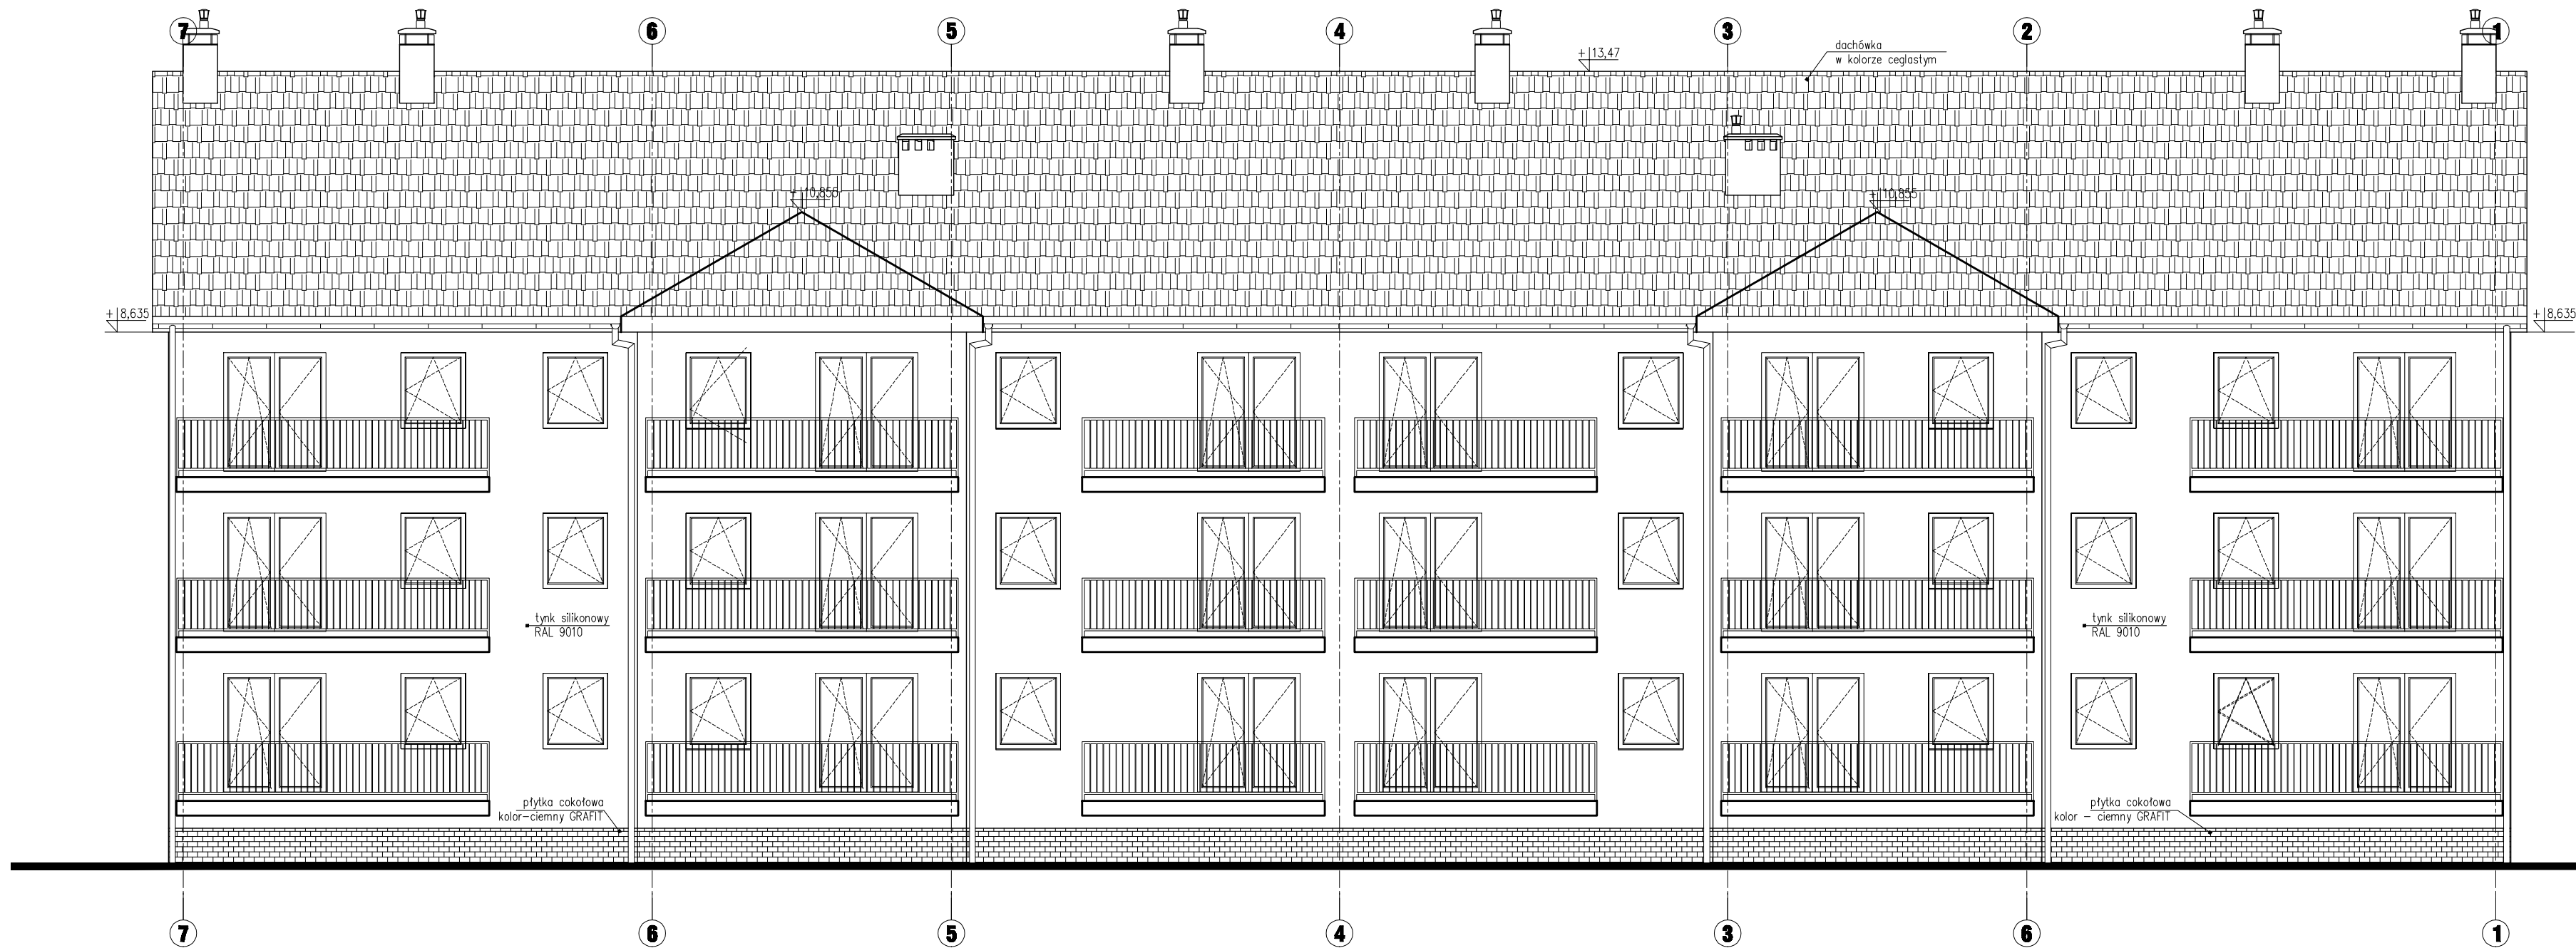 7 6 5 4 3 2 1
dachówka
w kolorze ceglastym
+13,47
+10,855
+10,855
+8,635
+8,635
tynk silikonowy
RAL 9010
tynk silikonowy
RAL 9010
płytka cokołowa
kolor-ciemny GRAFIT
płytka cokołowa
kolor - ciemny GRAFIT
7 6 5 4 3 6 1